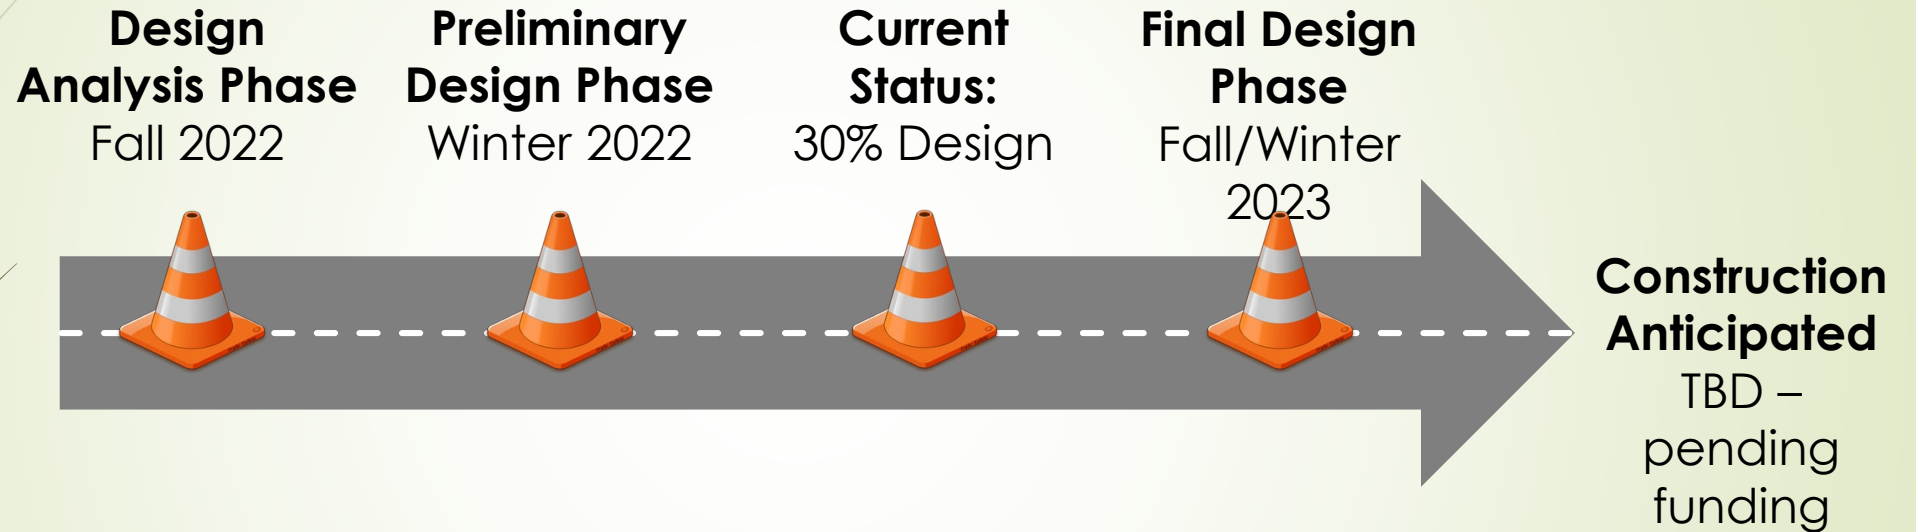 Design
Analysis Phase
Fall 2022
Preliminary
Design Phase
Winter 2022
Current
Status:
30% Design
Final Design
Phase
Fall/Winter
2023
Construction
Anticipated
TBD –
pending
funding